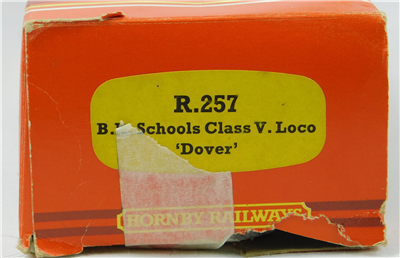 R.257
B.R. Schools Class V. Loco
'Dover'
HORNBY RAILWAYS